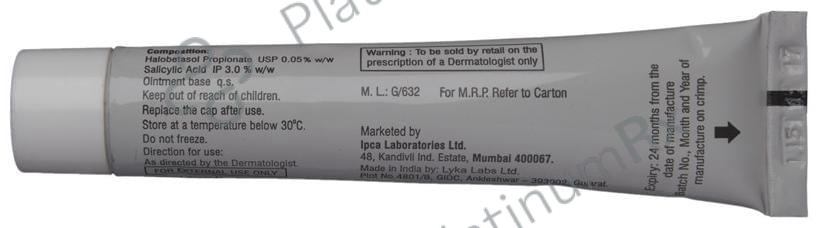 Composition:
Halobetasol Propionate USP 0.05% w/w
Salicylic Acid IP 3.0 % w/w
Ointment base q.s.
Keep out of reach of children.
Replace the cap after use.
Store at a temperature below 30°C.
Do not freeze.
Direction for use:
As directed by the Dermatologist.
FOR EXTERNAL USE ONLY
Warning : To be sold by retail on the
prescription of a Dermatologist only
M. L.: G/632 For M.R.P. Refer to Carton
Marketed by
Ipca Laboratories Ltd.
48, Kandivli Ind. Estate, Mumbai 400067.
Made in India by: Lyka Labs Ltd.
Plot No.4801/B, GIDC, Ankleshwar – 393002, Gujarat.
Expiry: 24 months from the
date of manufacture
Batch No., Month and Year of
manufacture on crimp.